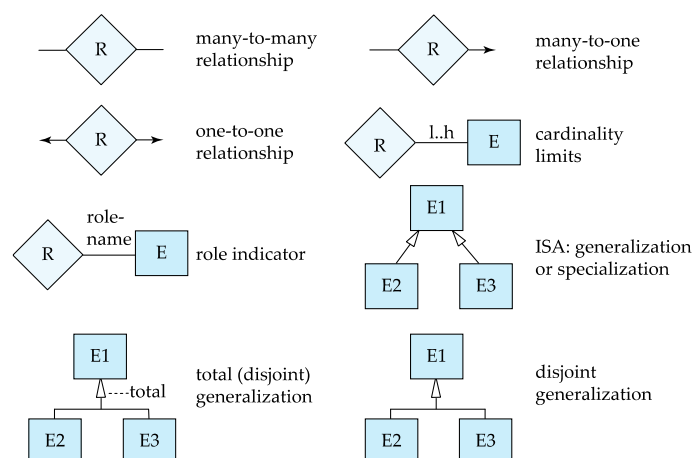 R
many-to-many
relationship
R
many-to-one
relationship
R
one-to-one
relationship
R
l..h
E
cardinality
limits
R
role-
name
E
role indicator
E1
E2
E3
ISA: generalization
or specialization
E1
total
E2
E3
total (disjoint)
generalization
E1
E2
E3
disjoint
generalization